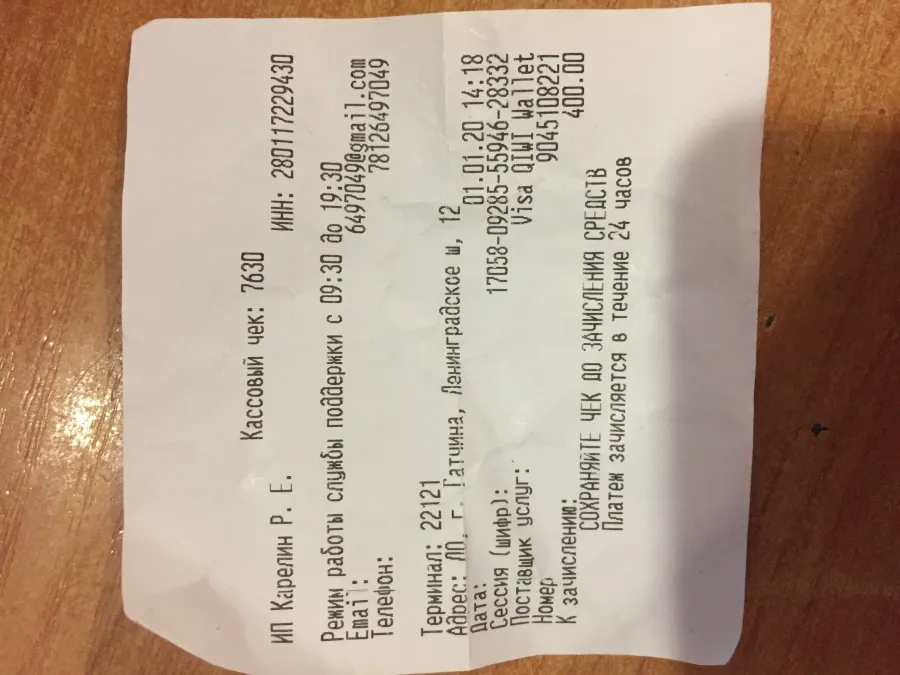 Кассовый чек: 7630
ИП Карелин Р. Е. ИНН: 280117229430
Режим работы службы поддержки с 09:30 до 19:30
Email: 6497049@gmail.com
Телефон: 78126497049
Терминал: 22121
Адрес: ЛО, г. Гатчина, Ленинградское ш, 12
Дата: 01.01.20 14:18
Сессия (шифр): 17058-09285-55946-28332
Поставщик услуг: Visa QIWI Wallet
Номер 9045108221
К зачислению: 400.00
СОХРАНЯЙТЕ ЧЕК ДО ЗАЧИСЛЕНИЯ СРЕДСТВ
Платеж зачисляется в течение 24 часов